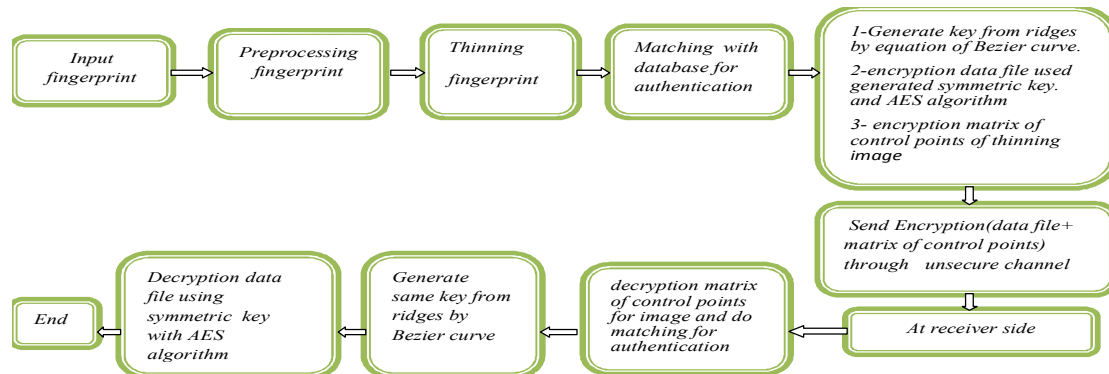 Input
fingerprint
Preprocessing
fingerprint
Thinning
fingerprint
Matching with
database for
authentication
1-Generate key from ridges
by equation of Bezier curve.
2-encryption data file used
generated symmetric key.
and AES algorithm
3- encryption matrix of
control points of thinning
image
Send Encryption(data file+
matrix of control points)
through unsecure channel
At receiver side
decryption matrix
of control points
for image and do
matching for
authentication
Generate
same key from
ridges by
Bezier curve
Decryption data
file using
symmetric key
with AES
algorithm
End